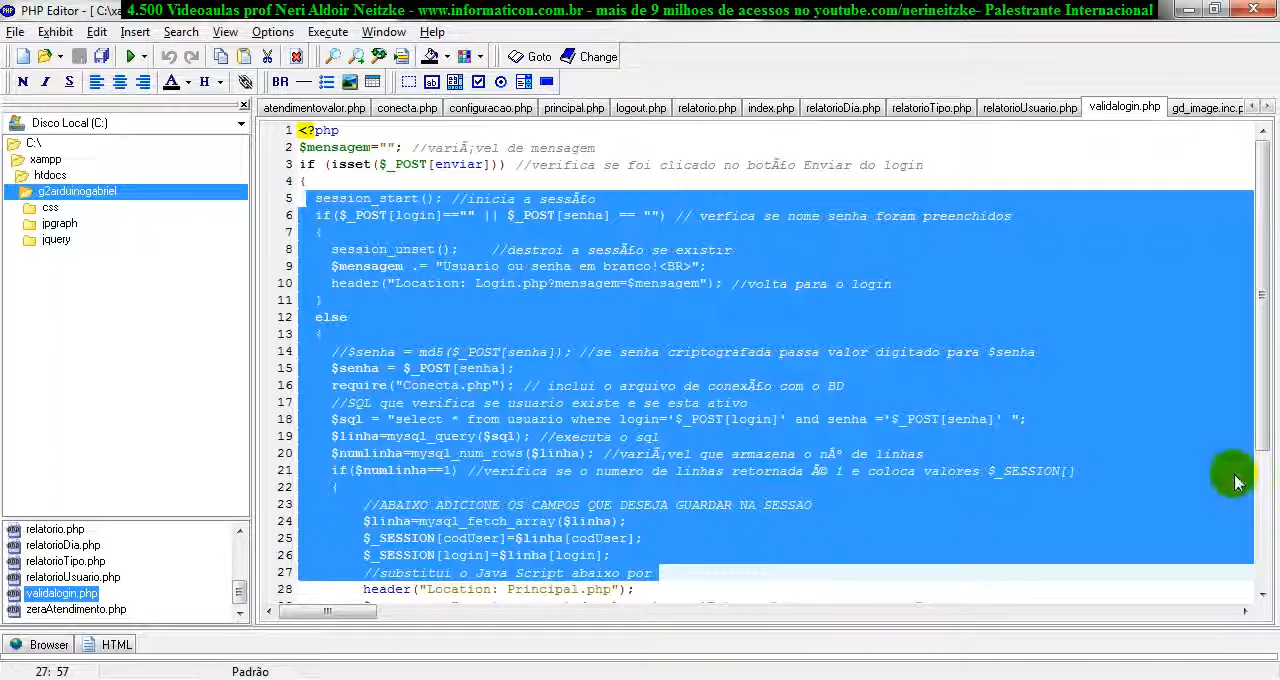 PHP Editor - [ C:\xa
4.500 Videoaulas prof Neri Aldoir Neitzke - www.informaticon.com.br - mais de 9 milhoes de acessos no youtube.com/nerineitzke- Palestrante Internacional
File Exhibit Edit Insert Search View Options Execute Window Help
Goto Change
N I S A H BR
atendimentovalor.php conecta.php configuracao.php principal.php logout.php relatorio.php index.php relatorioDia.php relatorioTipo.php relatorioUsuario.php validalogin.php gd_image.inc.p
Disco Local (C:)
C:\
xampp
htdocs
g2arduinogabriel
css
jpgraph
jquery
1 <?php
2 $mensagem=""; //variÃ¡vel de mensagem
3 if (isset($_POST[enviar])) //verifica se foi clicado no botÃ£o Enviar do login
4 {
5 session_start(); //inicia a sessÃ£o
6 if($_POST[login]=="" || $_POST[senha] == "") // verfica se nome senha foram preenchidos
7 {
8 session_unset(); //destroi a sessÃ£o se existir
9 $mensagem .= "Usuario ou senha em branco!<BR>";
10 header("Location: Login.php?mensagem=$mensagem"); //volta para o login
11 }
12 else
13 {
14 //$senha = md5($_POST[senha]); //se senha criptografada passa valor digitado para $senha
15 $senha = $_POST[senha];
16 require("Conecta.php"); // inclui o arquivo de conexÃ£o com o BD
17 //SQL que verifica se usuario existe e se esta ativo
18 $sql = "select * from usuario where login='$_POST[login]' and senha ='$_POST[senha]' ";
19 $linha=mysql_query($sql); //executa o sql
20 $numlinha=mysql_num_rows($linha); //variÃ¡vel que armazena o nÃº de linhas
21 if($numlinha==1) //verifica se o numero de linhas retornada Ã© 1 e coloca valores $_SESSION[]
22 {
23 //ABAIXO ADICIONE OS CAMPOS QUE DESEJA GUARDAR NA SESSAO
24 $linha=mysql_fetch_array($linha);
25 $_SESSION[codUser]=$linha[codUser];
26 $_SESSION[login]=$linha[login];
27 //substitui o Java Script abaixo por
28 header("Location: Principal.php");
relatorio.php
relatorioDia.php
relatorioTipo.php
relatorioUsuario.php
validalogin.php
zeraAtendimento.php
Browser HTML
27: 57 Padrão